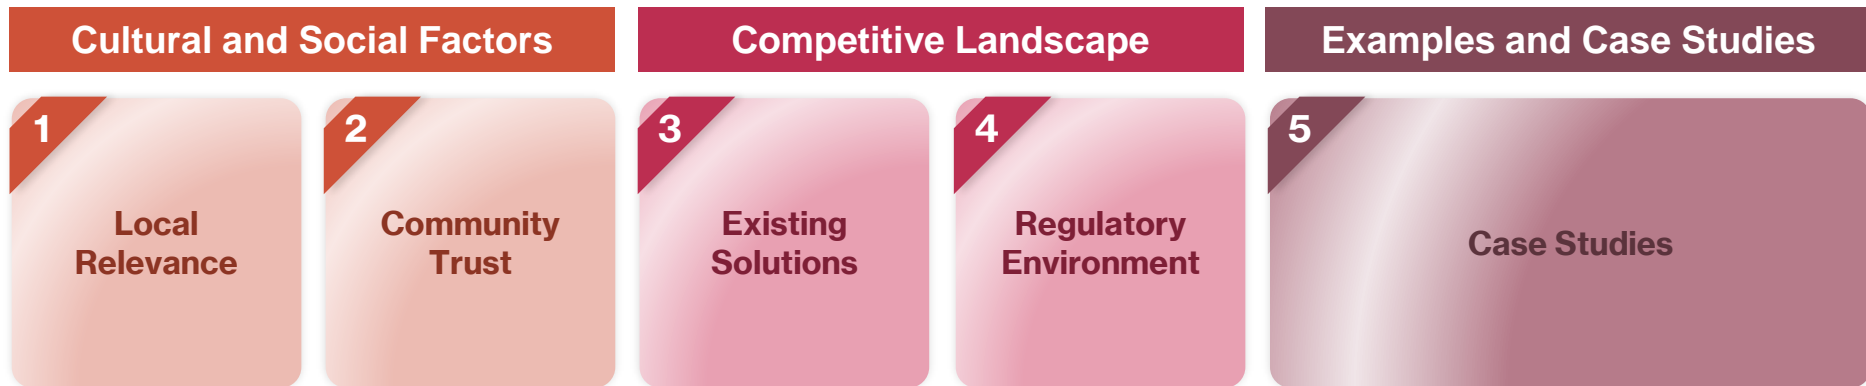 Cultural and Social Factors
Competitive Landscape
Examples and Case Studies
1
Local
Relevance
2
Community
Trust
3
Existing
Solutions
4
Regulatory
Environment
5
Case Studies